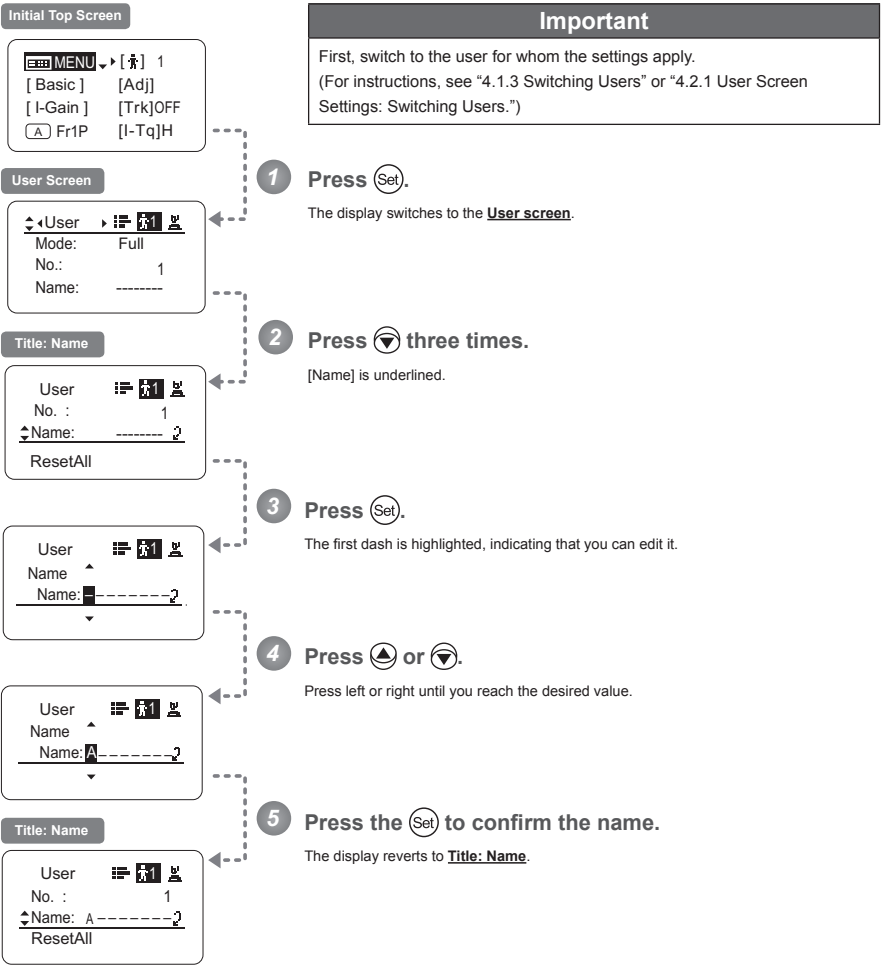 Initial Top Screen
MENU [ ] 1
[ Basic ] [Adj]
[ I-Gain ] [Trk]OFF
A Fr1P [I-Tq]H
Important
First, switch to the user for whom the settings apply.
(For instructions, see “4.1.3 Switching Users” or “4.2.1 User Screen
Settings: Switching Users.”)
1 Press Set.
The display switches to the User screen.
User Screen
User 1
Mode: Full
No.: 1
Name: --------
2 Press three times.
[Name] is underlined.
Title: Name
User 1
No. : 1
Name: --------
ResetAll
3 Press Set.
The first dash is highlighted, indicating that you can edit it.
User 1
Name
Name: --------
4 Press or .
Press left or right until you reach the desired value.
User 1
Name
Name: A-------
5 Press the Set to confirm the name.
The display reverts to Title: Name.
Title: Name
User 1
No. : 1
Name: A-------
ResetAll